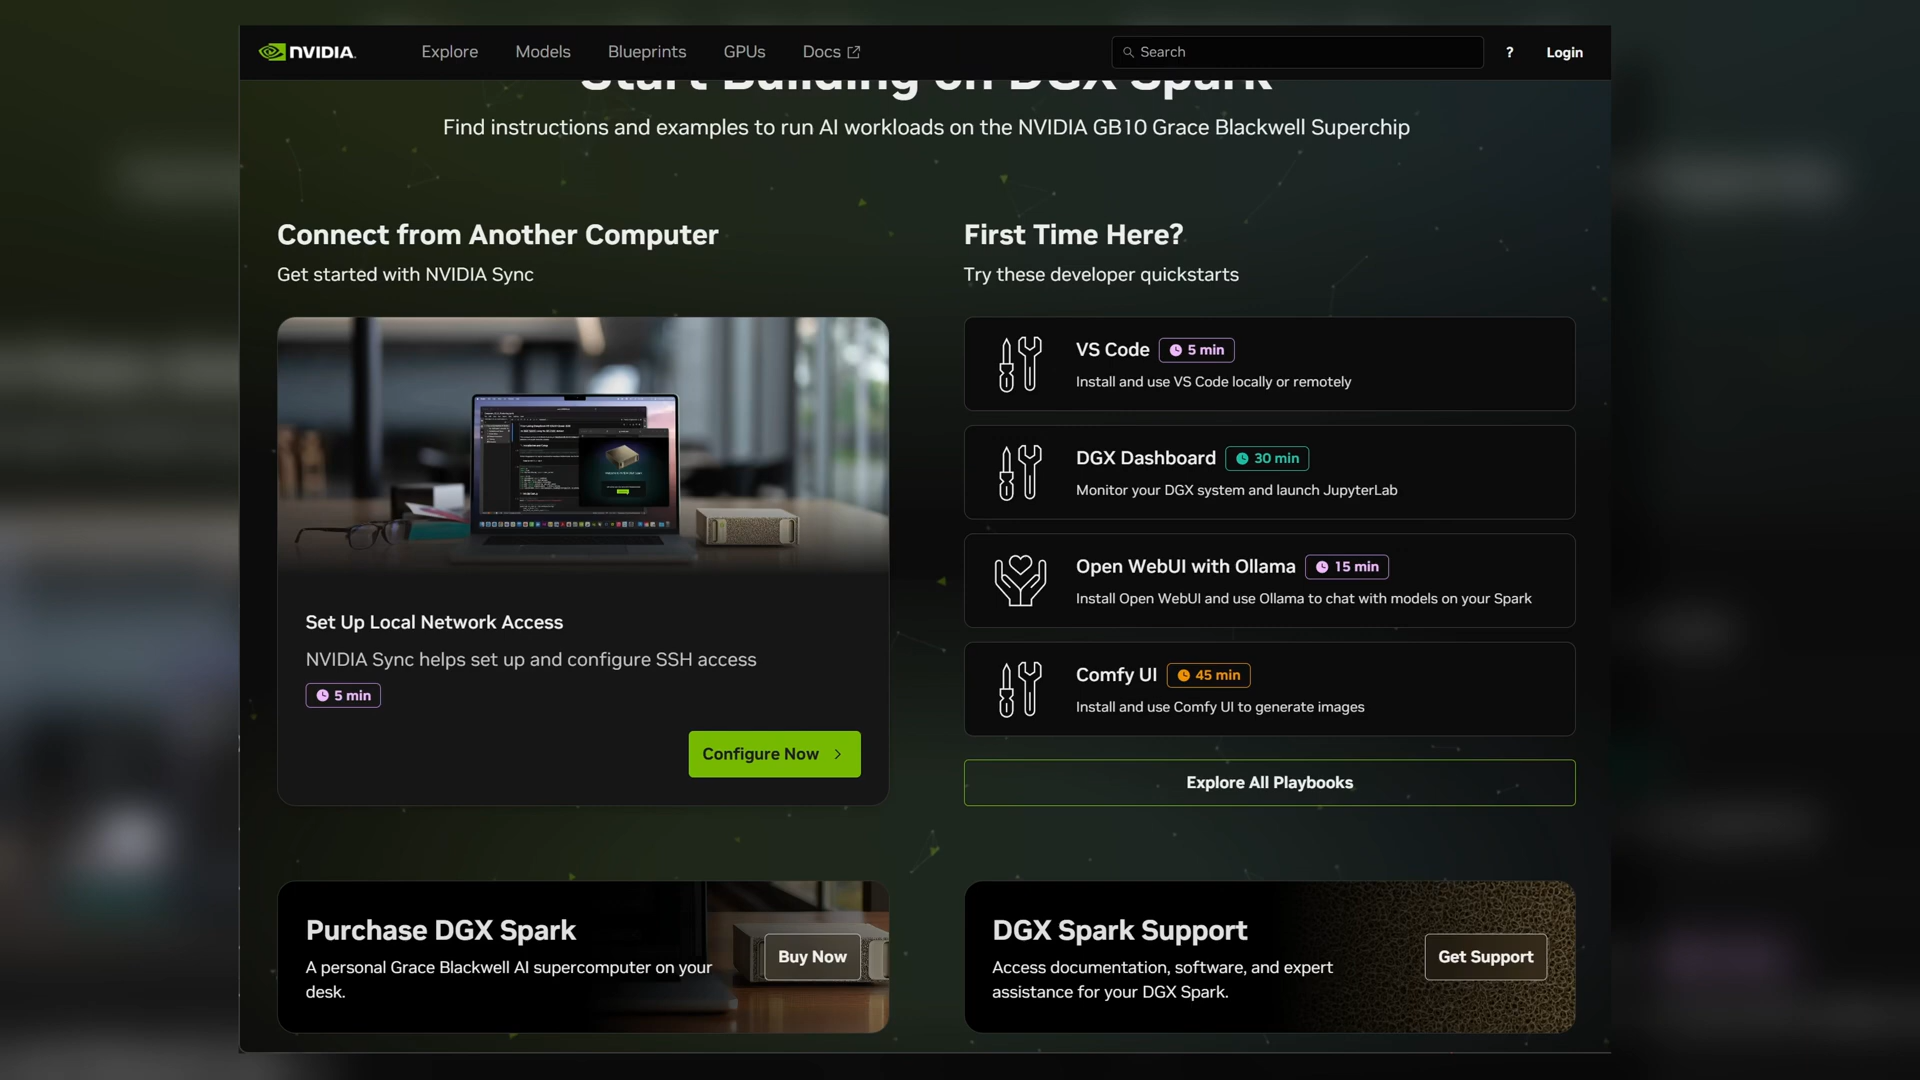 NVIDIA.
Explore
Models
Blueprints
GPUs
Docs
Search
?
Login
Start Building on DGX Spark
Find instructions and examples to run AI workloads on the NVIDIA GB10 Grace Blackwell Superchip
Connect from Another Computer
Get started with NVIDIA Sync
Set Up Local Network Access
NVIDIA Sync helps set up and configure SSH access
5 min
Configure Now
First Time Here?
Try these developer quickstarts
VS Code
5 min
Install and use VS Code locally or remotely
DGX Dashboard
30 min
Monitor your DGX system and launch JupyterLab
Open WebUI with Ollama
15 min
Install Open WebUI and use Ollama to chat with models on your Spark
Comfy UI
45 min
Install and use Comfy UI to generate images
Explore All Playbooks
Purchase DGX Spark
A personal Grace Blackwell AI supercomputer on your
desk.
Buy Now
DGX Spark Support
Access documentation, software, and expert
assistance for your DGX Spark.
Get Support